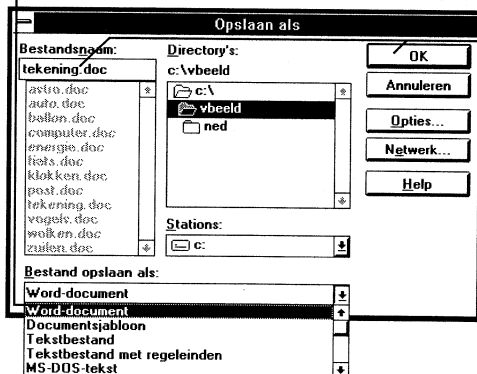 Opslaan als
Bestandsnaam:
tekening.doc
astro.doc
auto.doc
ballon.doc
computer.doc
energie.doc
fiets.doc
klokken.doc
post.doc
tekening.doc
vogels.doc
wolken.doc
zuilen.doc
Directory's:
c:\vbeeld
c:\
vbeeld
ned
Stations:
c:
OK
Annuleren
Opties...
Netwerk...
Help
Bestand opslaan als:
Word-document
Word-document
Documentsjabloon
Tekstbestand
Tekstbestand met regeleinden
MS-DOS-tekst